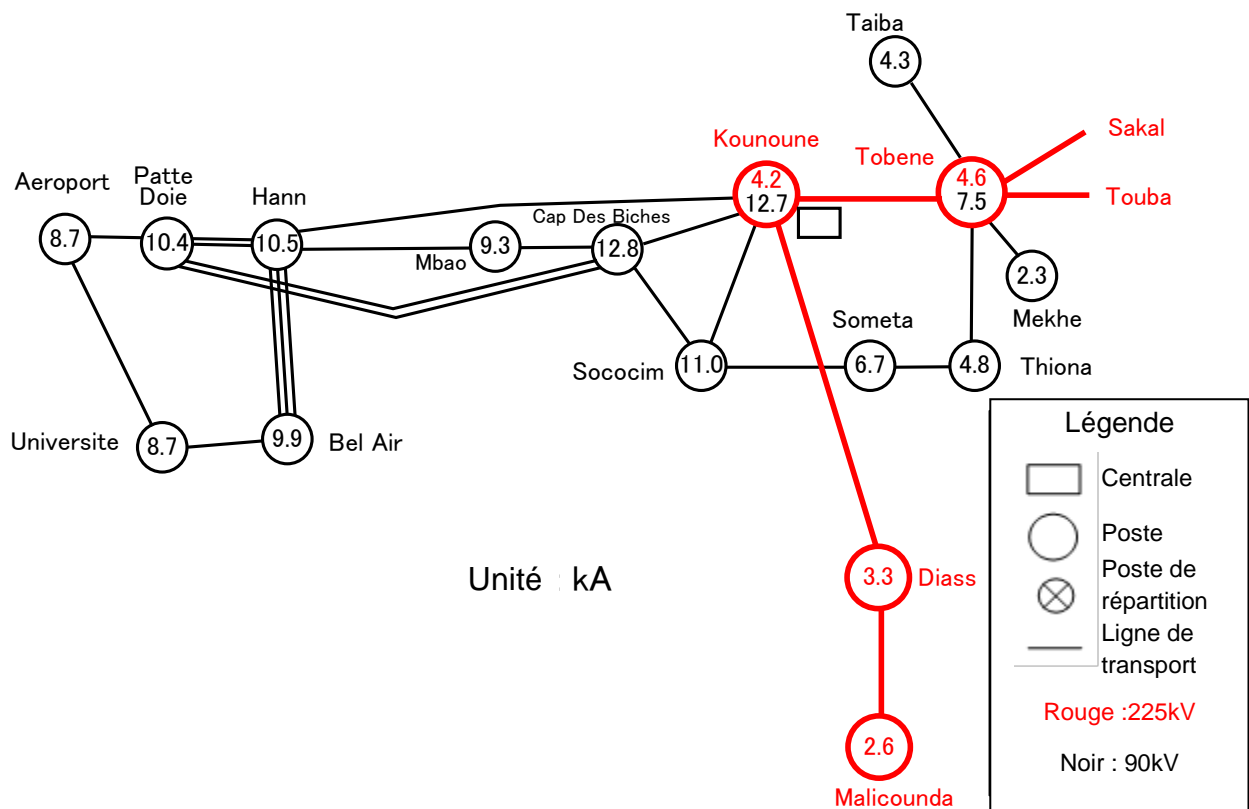 Taiba
4.3
Sakal
Kounoune
Tobene
4.2
12.7
4.6
7.5
Touba
Aeroport
Patte
Doie
Hann
Cap Des Biches
8.7
10.4
10.5
Mbao
9.3
12.8
2.3
Mekhe
Someta
Sococim
11.0
6.7
4.8
Thiona
Universite
8.7
9.9
Bel Air
Unité : kA
3.3
Diass
2.6
Malicounda
Légende
Centrale
Poste
Poste de
répartition
Ligne de
transport
Rouge :225kV
Noir : 90kV